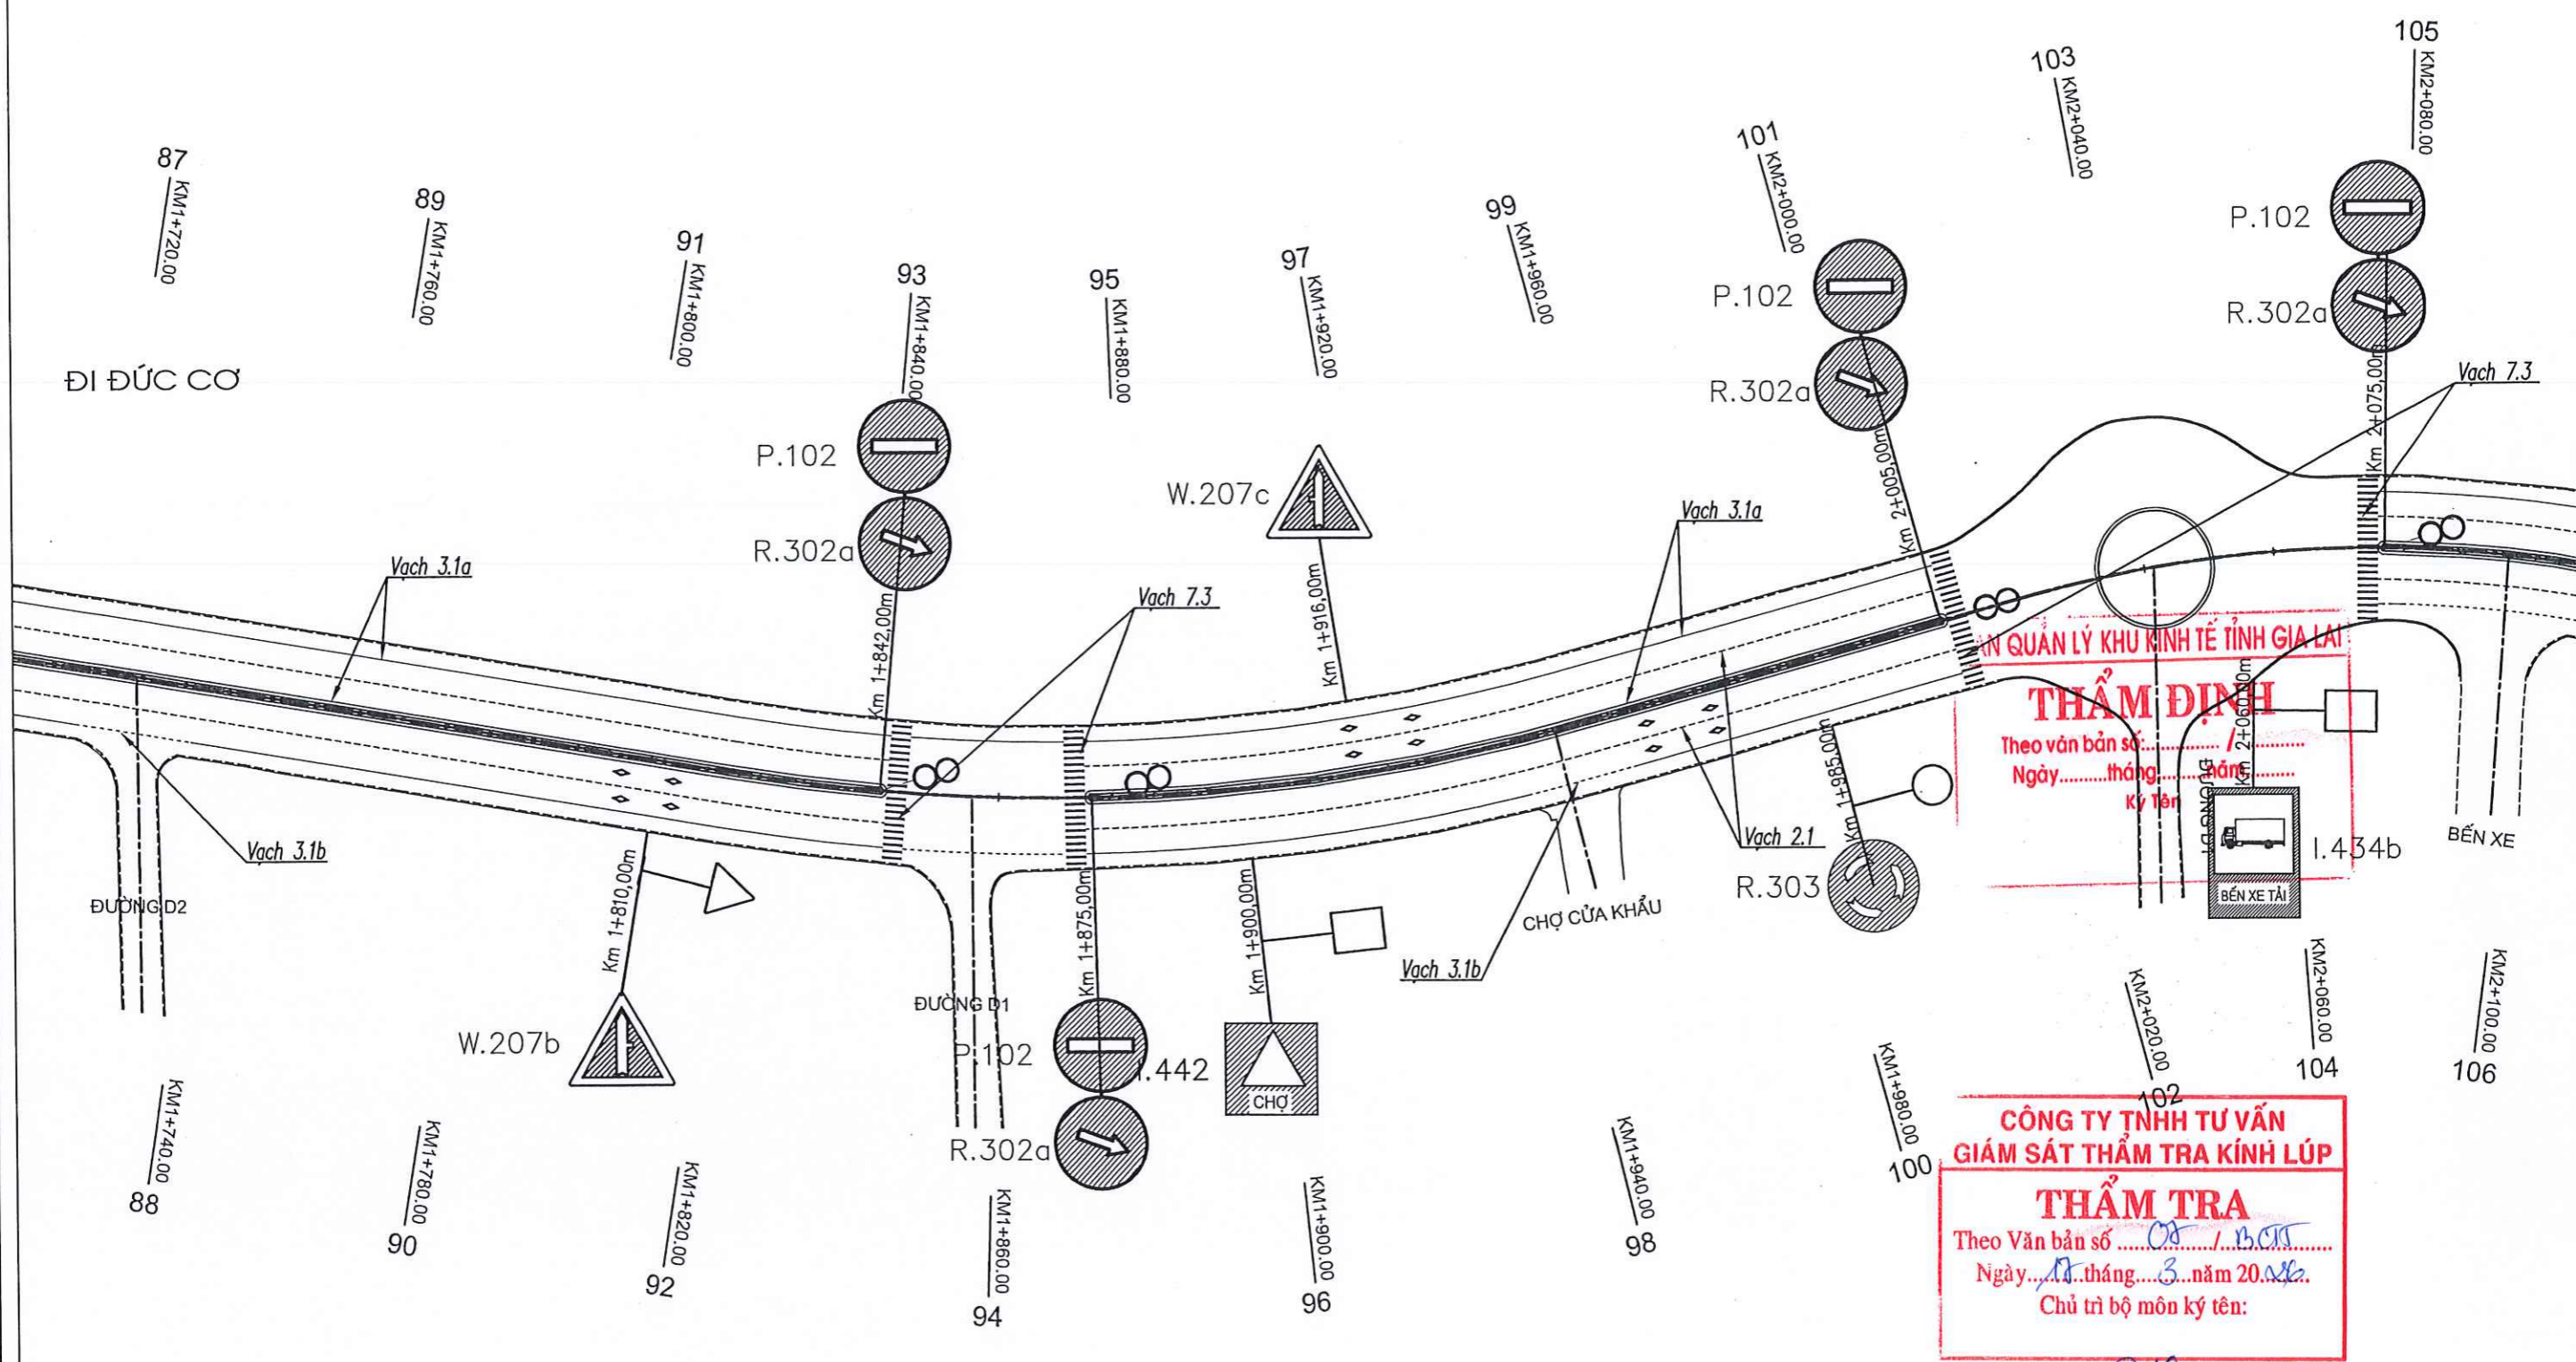 105
KM2+080.00
103
KM2+040.00
101
KM2+000.00
87
KM1+720.00
89
KM1+760.00
91
KM1+800.00
93
KM1+840.00
95
KM1+880.00
97
KM1+920.00
99
KM1+960.00
P.102
R.302a
Km 2+075,00m
Vạch 7.3
P.102
R.302a
Km 2+005,00m
ĐI ĐỨC CƠ
P.102
R.302a
Km 1+842,00m
W.207c
Km 1+916,00m
Vạch 3.1a
Vạch 3.1a
Vạch 7.3
Vạch 3.1b
ĐƯỜNG D2
Km 1+810,00m
W.207b
ĐƯỜNG D1
Km 1+875,00m
P.102
R.302a
Km 1+900,00m
I.442
CHỢ
Vạch 3.1b
CHỢ CỬA KHẨU
Vạch 2.1
Km 1+985,00m
R.303
AN QUẢN LÝ KHU KINH TẾ TỈNH GIA LAI
THẨM ĐỊNH
Theo văn bản số:............ / ............
Ngày.........tháng.........năm.........
Ký Tên
Km 2+060,00m
I.434b
BẾN XE TẢI
BẾN XE
KM1+740.00
88
KM1+780.00
90
KM1+820.00
92
KM1+860.00
94
KM1+900.00
96
KM1+940.00
98
KM1+980.00
100
KM2+020.00
102
KM2+060.00
104
KM2+100.00
106
CÔNG TY TNHH TƯ VẤN
GIÁM SÁT THẨM TRA KÍNH LÚP
THẨM TRA
Theo Văn bản số ......../........
Ngày....tháng...3...năm 20.26.
Chủ trì bộ môn ký tên: